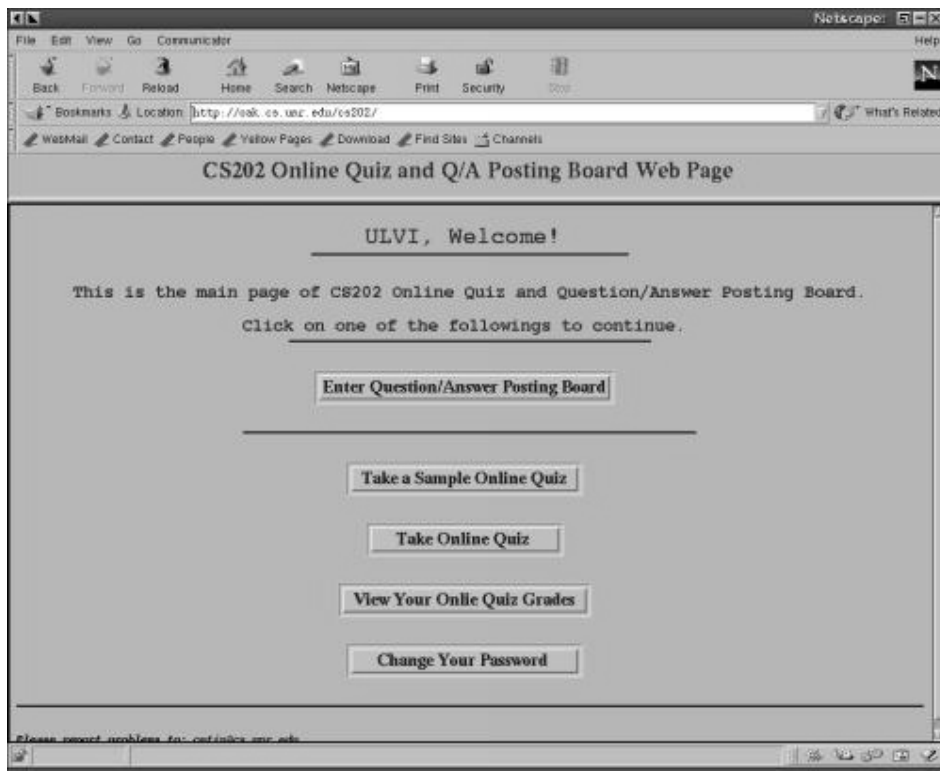 Netscape:
File Edit View Go Communicator Help
Back Forward Reload Home Search Netscape Print Security Stop
Bookmarks Location: http://oak.cs.unr.edu/cs202/ What's Related
WebMail Contact People Yellow Pages Download Find Sites Channels
CS202 Online Quiz and Q/A Posting Board Web Page
ULVI, Welcome!
This is the main page of CS202 Online Quiz and Question/Answer Posting Board.
Click on one of the followings to continue.
Enter Question/Answer Posting Board
Take a Sample Online Quiz
Take Online Quiz
View Your Onlie Quiz Grades
Change Your Password
Please report problems to: